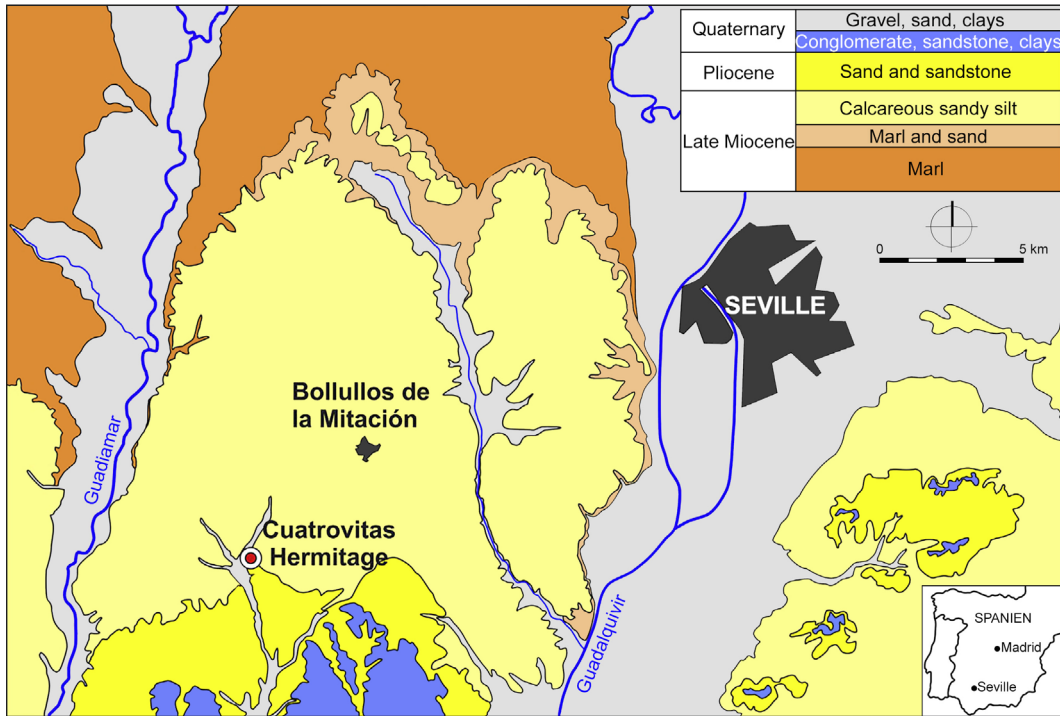 Quaternary
Gravel, sand, clays
Conglomerate, sandstone, clays
Pliocene
Sand and sandstone
Late Miocene
Calcareous sandy silt
Marl and sand
Marl
0 5 km
SEVILLE
Bollullos de
la Mitación
Guadiamar
Cuatrovitas
Hermitage
Guadalquivir
SPANIEN
Madrid
Seville